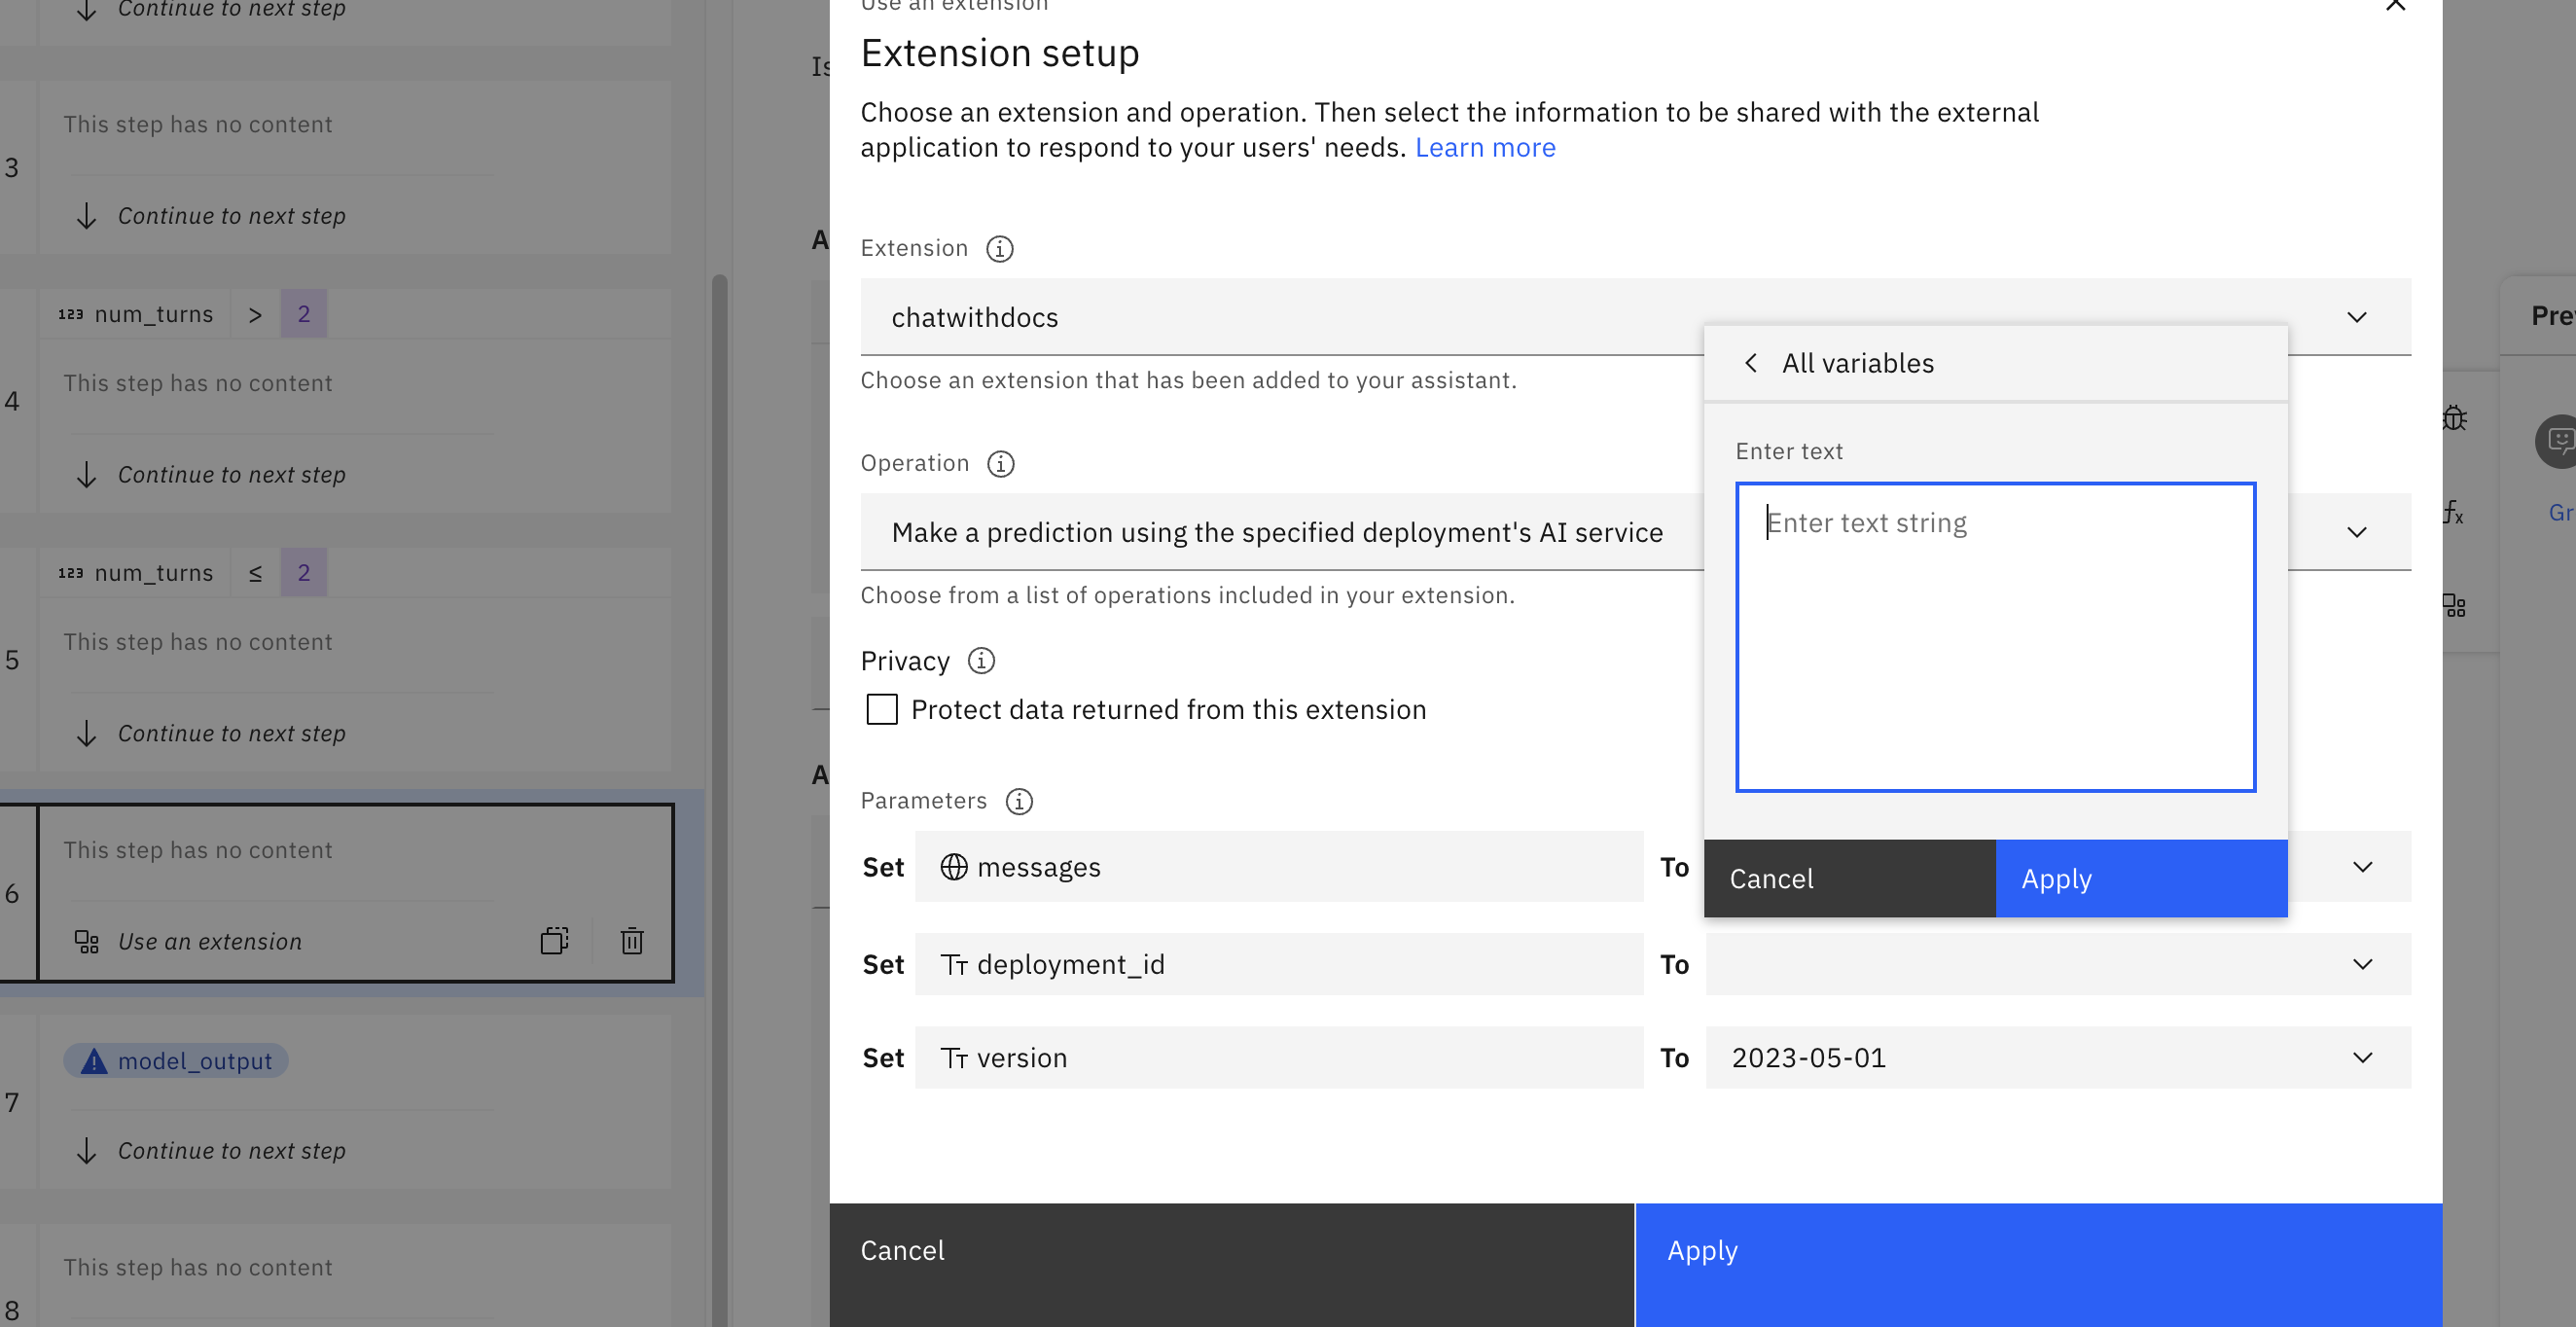 Continue to next step
3
This step has no content
Continue to next step
num_turns > 2
4
This step has no content
Continue to next step
num_turns ≤ 2
5
This step has no content
Continue to next step
6
This step has no content
Use an extension
7
model_output
Continue to next step
8
This step has no content
Use an extension
Extension setup
Choose an extension and operation. Then select the information to be shared with the external
application to respond to your users' needs. Learn more
Extension
chatwithdocs
Choose an extension that has been added to your assistant.
Operation
Make a prediction using the specified deployment's AI service
Choose from a list of operations included in your extension.
Privacy
Protect data returned from this extension
Parameters
Set messages To
Set deployment_id To
Set version To 2023-05-01
Cancel
Apply
All variables
Enter text
Enter text string
Cancel
Apply